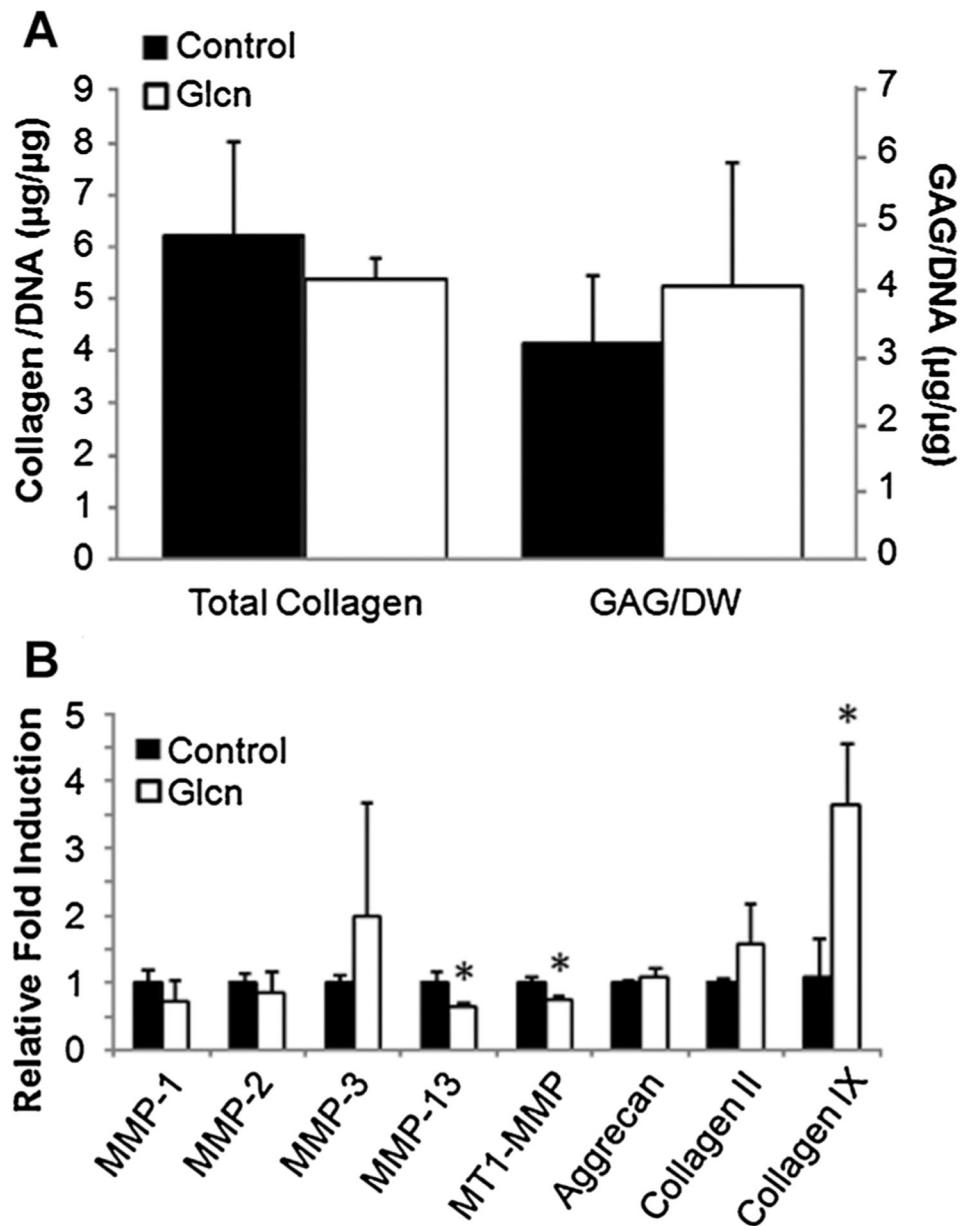 A
Control
Glcn
Collagen /DNA (µg/µg)
9
8
7
6
5
4
3
2
1
0
7
6
5
4
3
2
1
0
GAG/DNA (µg/µg)
Total Collagen
GAG/DW
B
Relative Fold Induction
5
4
3
2
1
0
Control
Glcn
*
*
*
MMP-1
MMP-2
MMP-3
MMP-13
MT1-MMP
Aggrecan
Collagen II
Collagen IX